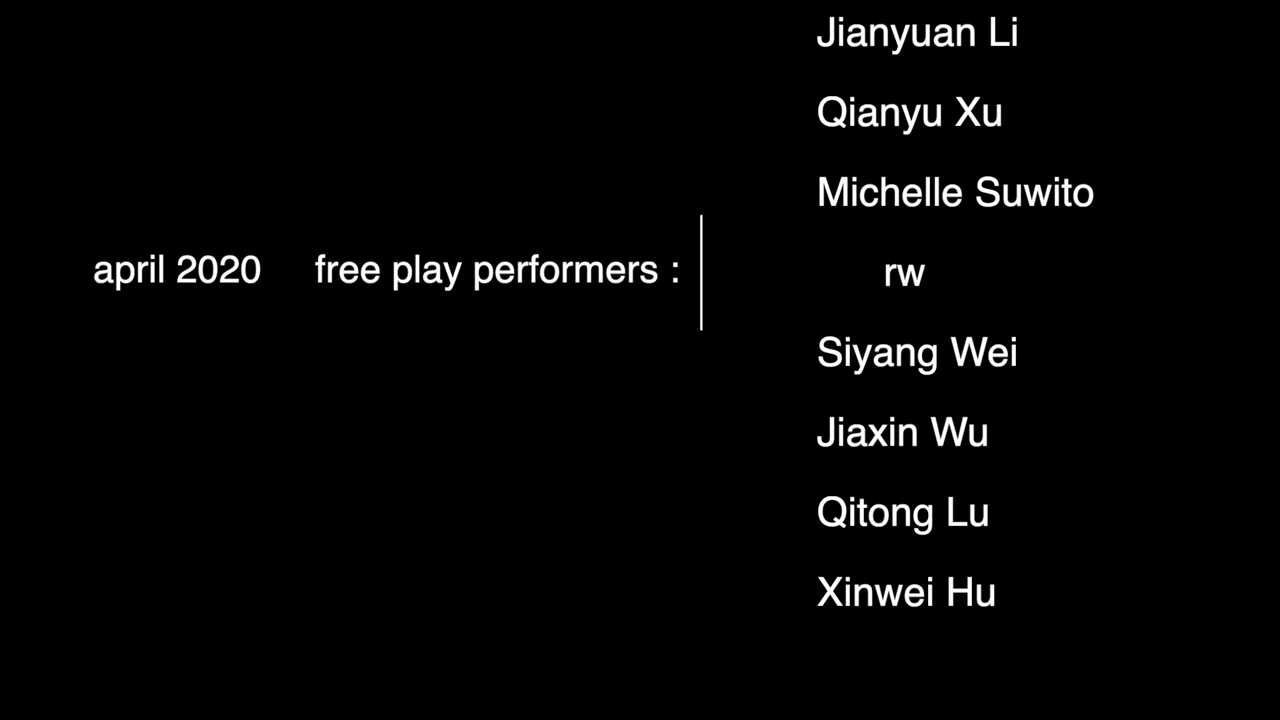 Jianyuan Li
Qianyu Xu
Michelle Suwito
april 2020 free play performers :
rw
Siyang Wei
Jiaxin Wu
Qitong Lu
Xinwei Hu